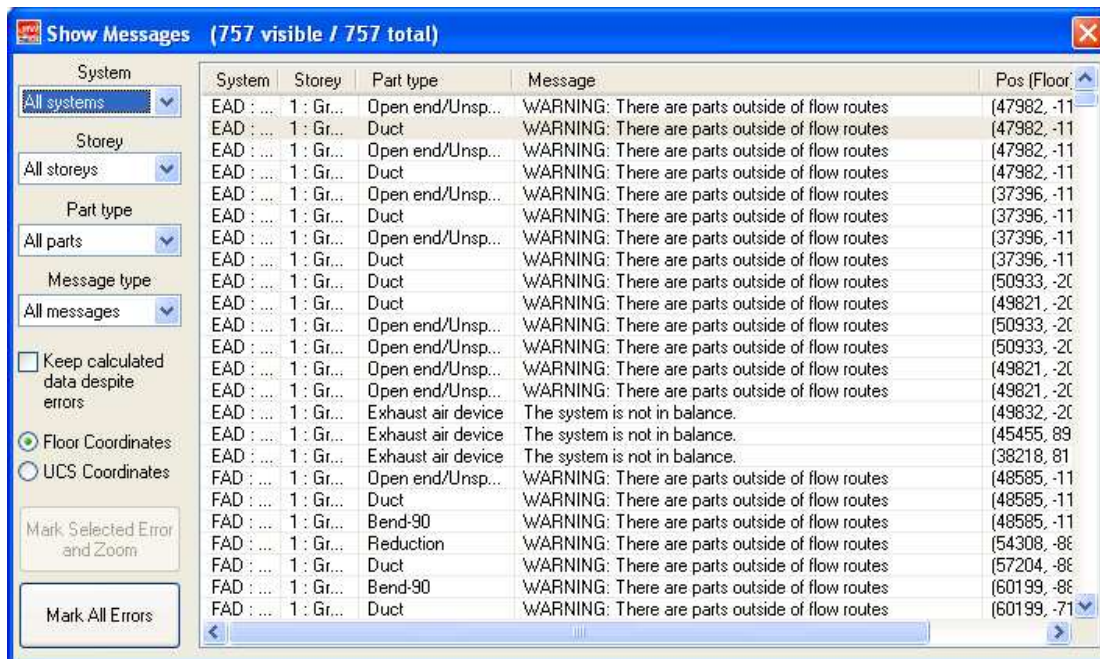 Show Messages (757 visible / 757 total)
System
All systems
Storey
All storeys
Part type
All parts
Message type
All messages
Keep calculated
data despite
errors
Floor Coordinates
UCS Coordinates
Mark Selected Error
and Zoom
Mark All Errors
System Storey Part type Message Pos (Floor)
EAD : ... 1 : Gr... Open end/Unsp... WARNING: There are parts outside of flow routes (47982, -11
EAD : ... 1 : Gr... Duct WARNING: There are parts outside of flow routes (47982, -11
EAD : ... 1 : Gr... Open end/Unsp... WARNING: There are parts outside of flow routes (47982, -11
EAD : ... 1 : Gr... Duct WARNING: There are parts outside of flow routes (47982, -11
EAD : ... 1 : Gr... Open end/Unsp... WARNING: There are parts outside of flow routes (37396, -11
EAD : ... 1 : Gr... Duct WARNING: There are parts outside of flow routes (37396, -11
EAD : ... 1 : Gr... Open end/Unsp... WARNING: There are parts outside of flow routes (37396, -11
EAD : ... 1 : Gr... Duct WARNING: There are parts outside of flow routes (37396, -11
EAD : ... 1 : Gr... Duct WARNING: There are parts outside of flow routes (50933, -20
EAD : ... 1 : Gr... Duct WARNING: There are parts outside of flow routes (49821, -20
EAD : ... 1 : Gr... Open end/Unsp... WARNING: There are parts outside of flow routes (50933, -20
EAD : ... 1 : Gr... Open end/Unsp... WARNING: There are parts outside of flow routes (50933, -20
EAD : ... 1 : Gr... Open end/Unsp... WARNING: There are parts outside of flow routes (49821, -20
EAD : ... 1 : Gr... Open end/Unsp... WARNING: There are parts outside of flow routes (49821, -20
EAD : ... 1 : Gr... Exhaust air device The system is not in balance. (49832, -20
EAD : ... 1 : Gr... Exhaust air device The system is not in balance. (45455, 89
EAD : ... 1 : Gr... Exhaust air device The system is not in balance. (38218, 81
FAD : ... 1 : Gr... Open end/Unsp... WARNING: There are parts outside of flow routes (48585, -11
FAD : ... 1 : Gr... Duct WARNING: There are parts outside of flow routes (48585, -11
FAD : ... 1 : Gr... Bend-90 WARNING: There are parts outside of flow routes (48585, -11
FAD : ... 1 : Gr... Reduction WARNING: There are parts outside of flow routes (54308, -88
FAD : ... 1 : Gr... Duct WARNING: There are parts outside of flow routes (57204, -88
FAD : ... 1 : Gr... Bend-90 WARNING: There are parts outside of flow routes (60199, -88
FAD : ... 1 : Gr... Duct WARNING: There are parts outside of flow routes (60199, -71